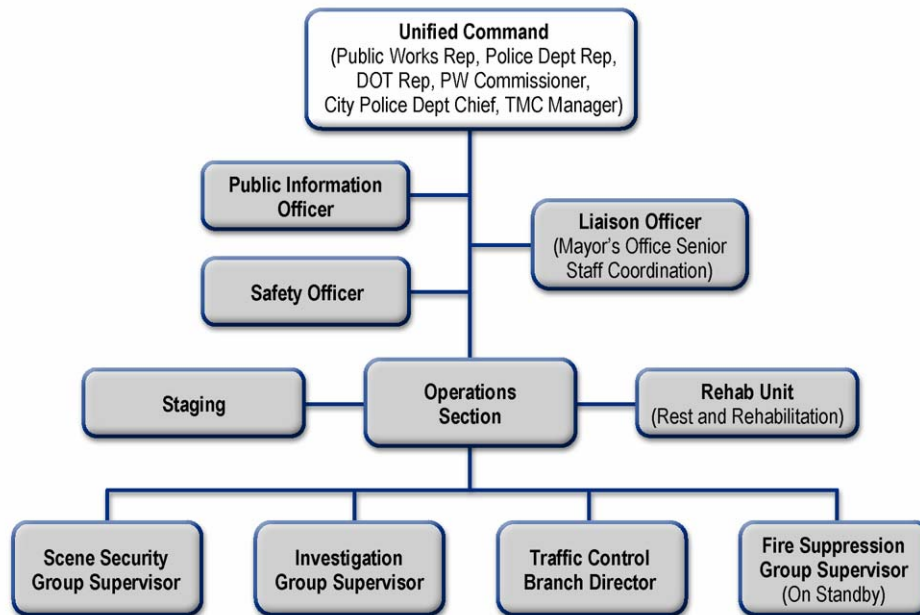 Unified Command
(Public Works Rep, Police Dept Rep,
DOT Rep, PW Commissioner,
City Police Dept Chief, TMC Manager)
Public Information
Officer
Liaison Officer
(Mayor's Office Senior
Staff Coordination)
Safety Officer
Staging
Operations
Section
Rehab Unit
(Rest and Rehabilitation)
Scene Security
Group Supervisor
Investigation
Group Supervisor
Traffic Control
Branch Director
Fire Suppression
Group Supervisor
(On Standby)